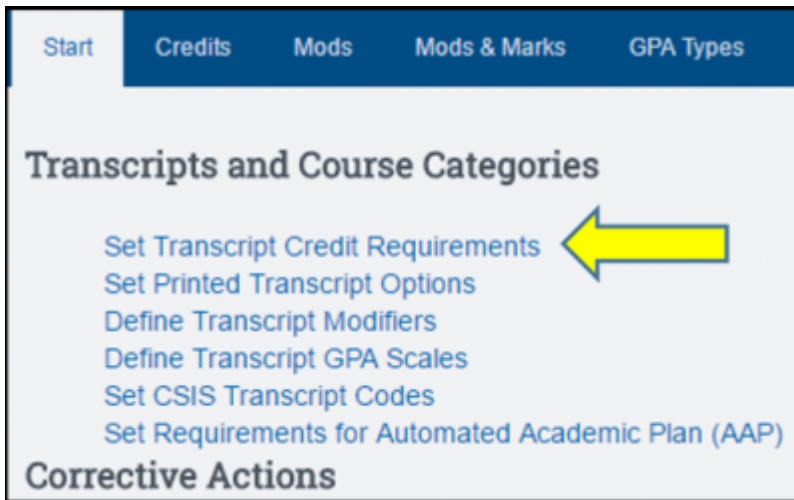 Start Credits Mods Mods & Marks GPA Types
Transcripts and Course Categories
Set Transcript Credit Requirements
Set Printed Transcript Options
Define Transcript Modifiers
Define Transcript GPA Scales
Set CSIS Transcript Codes
Set Requirements for Automated Academic Plan (AAP)
Corrective Actions